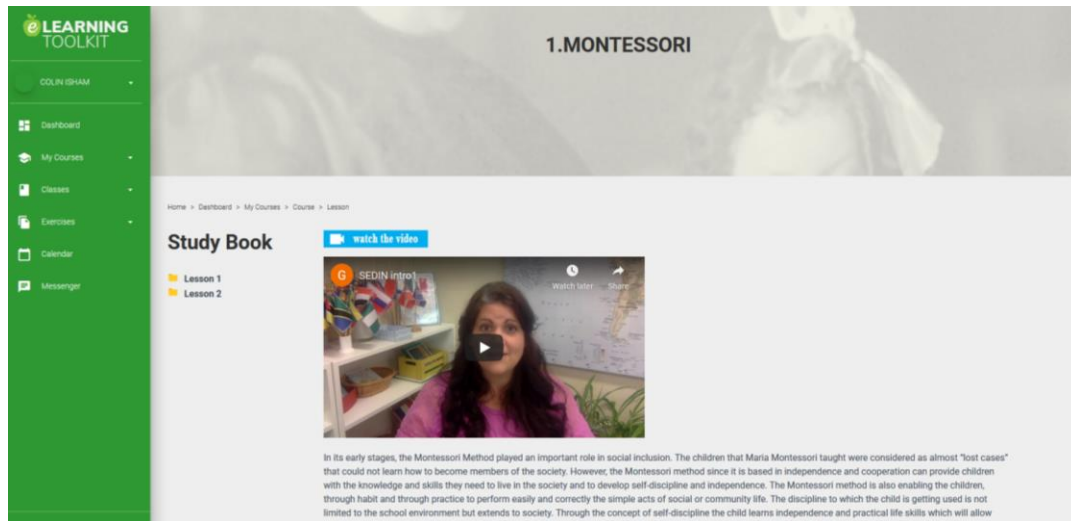 eLEARNING
TOOLKIT
COLIN ISHAM
Dashboard
My Courses
Classes
Exercises
Calendar
Messenger
1.MONTESSORI
Home > Dashboard > My Courses > Course > Lesson
Study Book
Lesson 1
Lesson 2
watch the video
G SEDIN intro1
Watch later Share
In its early stages, the Montessori Method played an important role in social inclusion. The children that Maria Montessori taught were considered as almost "lost cases"
that could not learn how to become members of the society. However, the Montessori method since it is based in independence and cooperation can provide children
with the knowledge and skills they need to live in the society and to develop self-discipline and independence. The Montessori method is also enabling the children,
through habit and through practice to perform easily and correctly the simple acts of social or community life. The discipline to which the child is getting used is not
limited to the school environment but extends to society. Through the concept of self-discipline the child learns independence and practical life skills which will allow